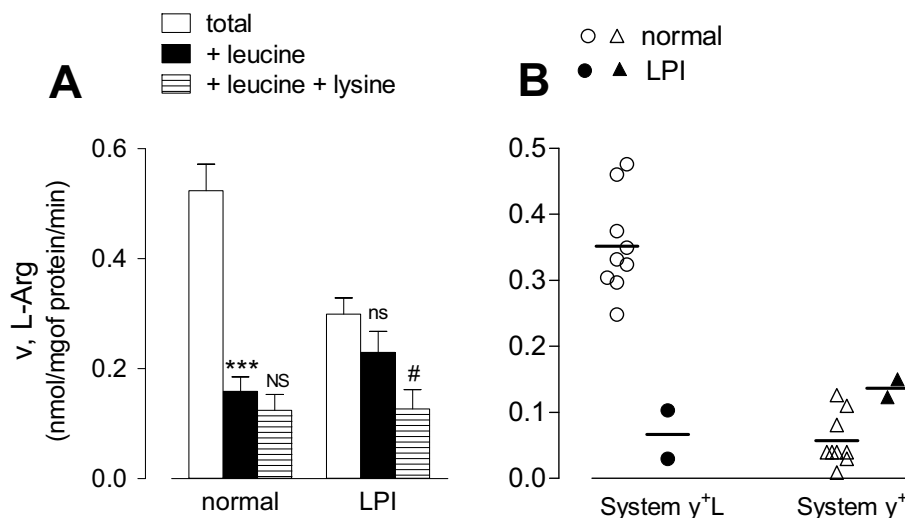 A
total
+ leucine
+ leucine + lysine
v, L-Arg
(nmol/mgof protein/min)
0.6
0.4
0.2
0.0
***
NS
ns
#
normal
LPI
B
normal
LPI
0.5
0.4
0.3
0.2
0.1
0.0
System y⁺L
System y⁺